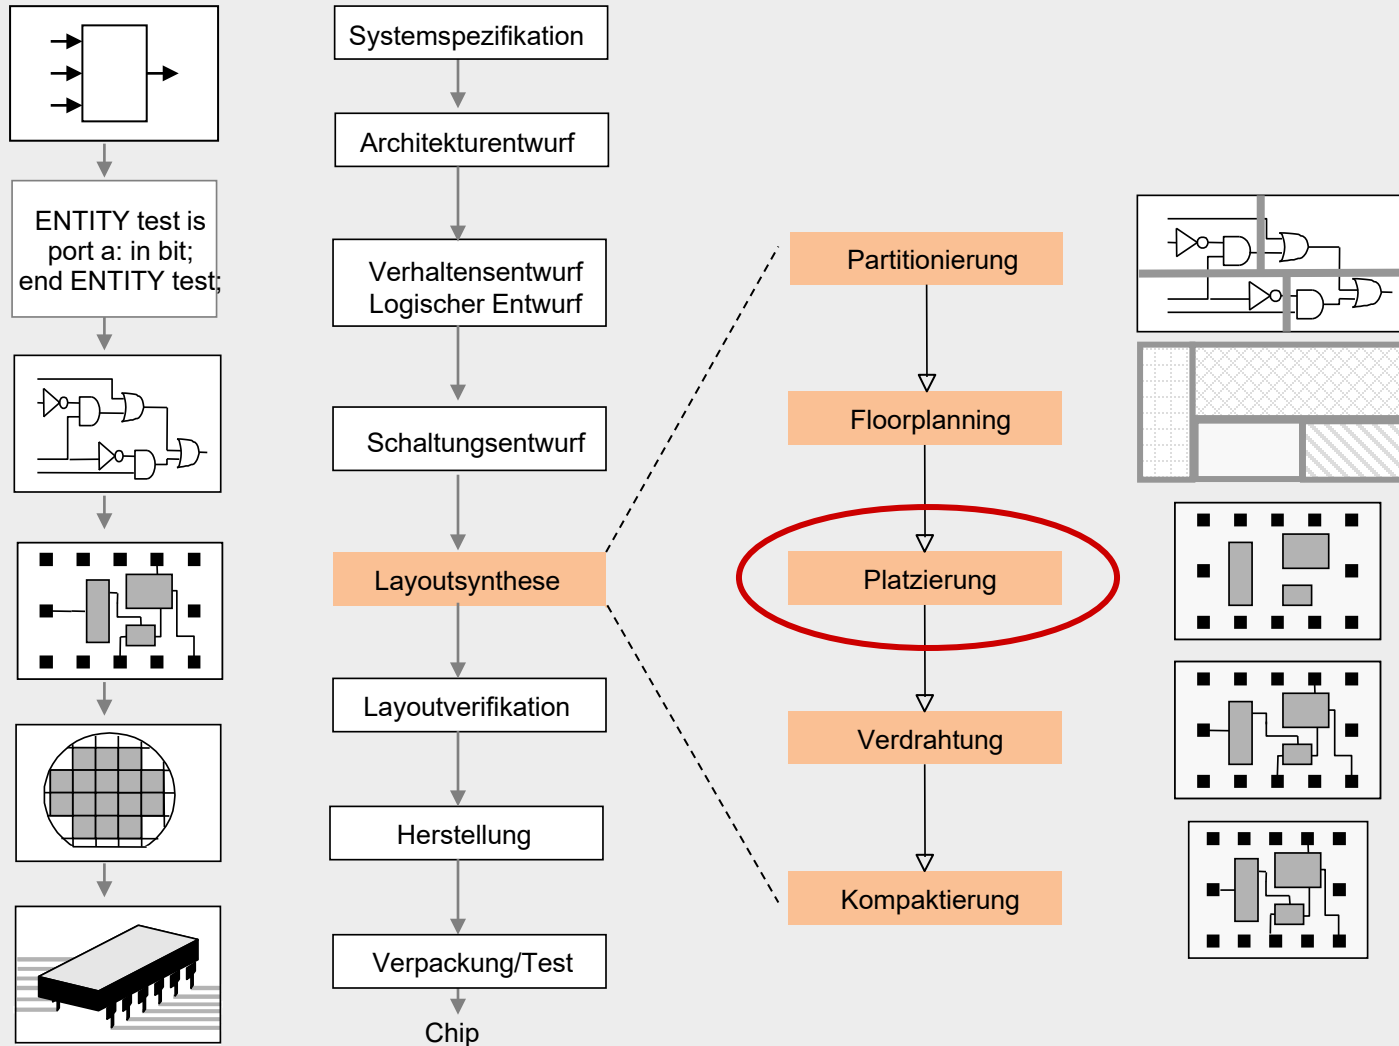 ENTITY test is
port a: in bit;
end ENTITY test;
Systemspezifikation
Architekturentwurf
Verhaltensentwurf
Logischer Entwurf
Schaltungsentwurf
Layoutsynthese
Layoutverifikation
Herstellung
Verpackung/Test
Chip
Partitionierung
Floorplanning
Platzierung
Verdrahtung
Kompaktierung